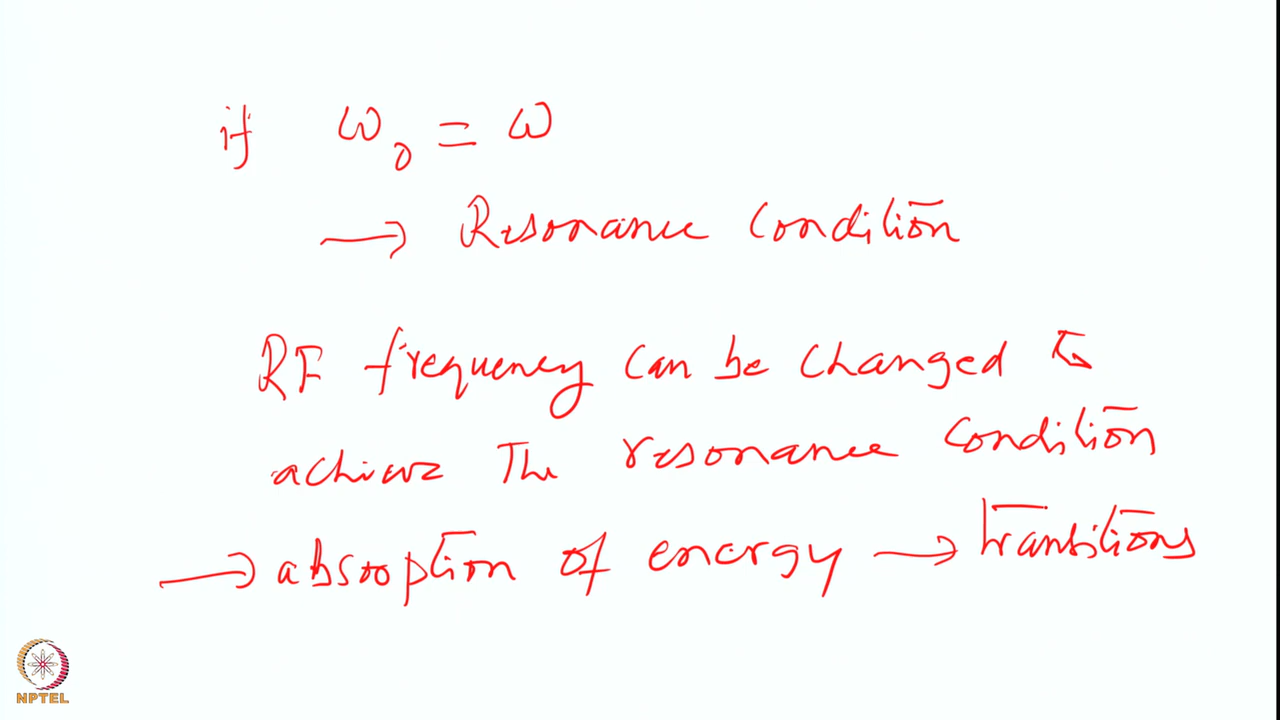 if ω₀ = ω
→ Resonance Condition
RF frequency can be changed to
achieve The resonance condition
→ absorption of energy → transitions
NPTEL